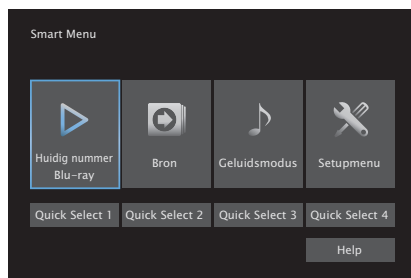 Smart Menu
Huidig nummer
Blu-ray
Bron
Geluidsmodus
Setupmenu
Quick Select 1
Quick Select 2
Quick Select 3
Quick Select 4
Help